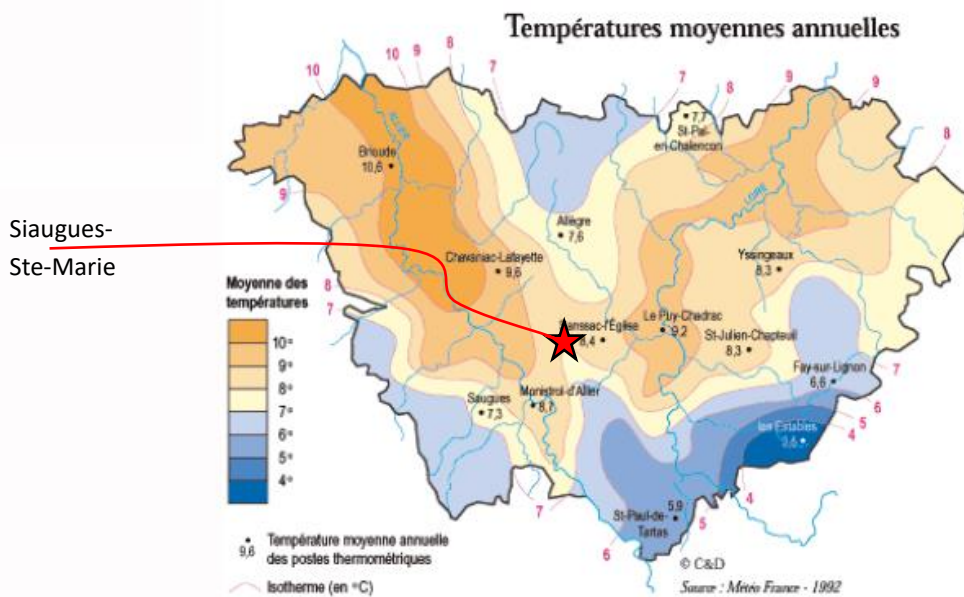 Températures moyennes annuelles
10
10
9
8
7
7
8
9
9
8
ALLIER
7,7
St-Pal-
en-Chalencon
Brioude
10,6
9
LOIRE
Siaugues-
Ste-Marie
Allègre
7,6
Chavaniac-Lafayette
9,6
Yssingeaux
8,3
8
7
Moyenne des
températures
10°
9°
8°
7°
6°
5°
4°
8,4
Le Puy-Chadrac
9,2
St-Julien-Chapteuil
8,3
Fay-sur-Lignon
6,6
7
6
5
4
Saugues
7,3
Monistrol-d'Allier
8,7
les Estables
3,6
7
4
5
6
5,9
St-Paul-de-
Tartas
9,6
Température moyenne annuelle
des postes thermométriques
Isotherme (en °C)
© C&D
Source : Météo France - 1992